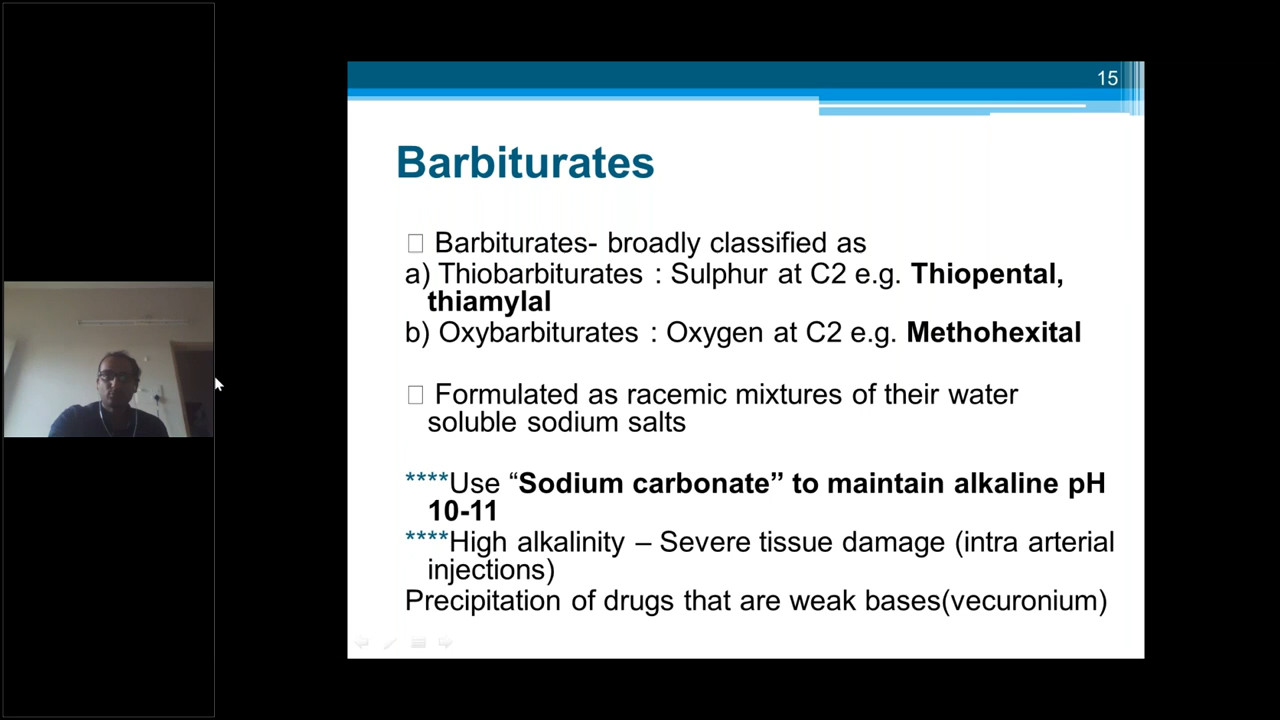 15
Barbiturates
Barbiturates- broadly classified as
a) Thiobarbiturates : Sulphur at C2 e.g. Thiopental,
thiamylal
b) Oxybarbiturates : Oxygen at C2 e.g. Methohexital
Formulated as racemic mixtures of their water
soluble sodium salts
****Use “Sodium carbonate” to maintain alkaline pH
10-11
****High alkalinity – Severe tissue damage (intra arterial
injections)
Precipitation of drugs that are weak bases(vecuronium)